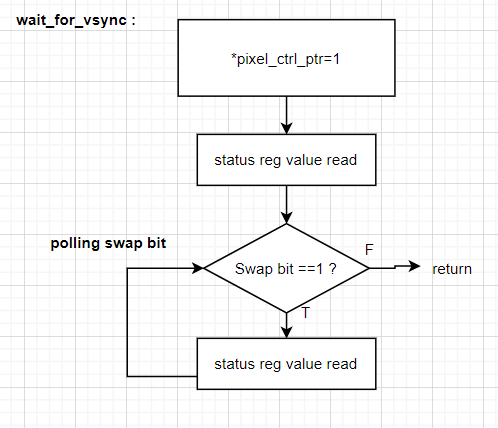 wait_for_vsync :
*pixel_ctrl_ptr=1
status reg value read
polling swap bit
F
Swap bit ==1 ?
return
T
status reg value read